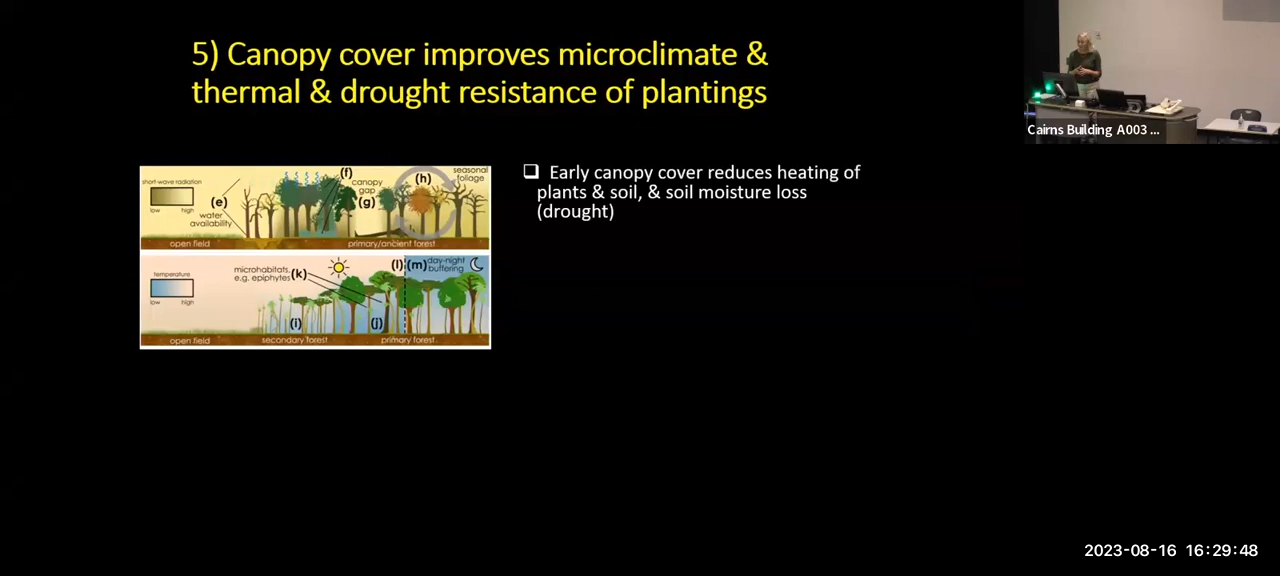 5) Canopy cover improves microclimate &
thermal & drought resistance of plantings
Cairns Building A003 ...
short-wave radiation
low high
(e)
water
availability
(f)
canopy
gap
(g)
(h)
seasonal
foliage
open field
primary/ancient forest
temperature
low high
microhabitats,
e.g. epiphytes
(k)
(l)
(m)
day-night
buffering
(i)
(j)
open field
secondary forest
primary forest
❑ Early canopy cover reduces heating of
plants & soil, & soil moisture loss
(drought)
2023-08-16 16:29:48